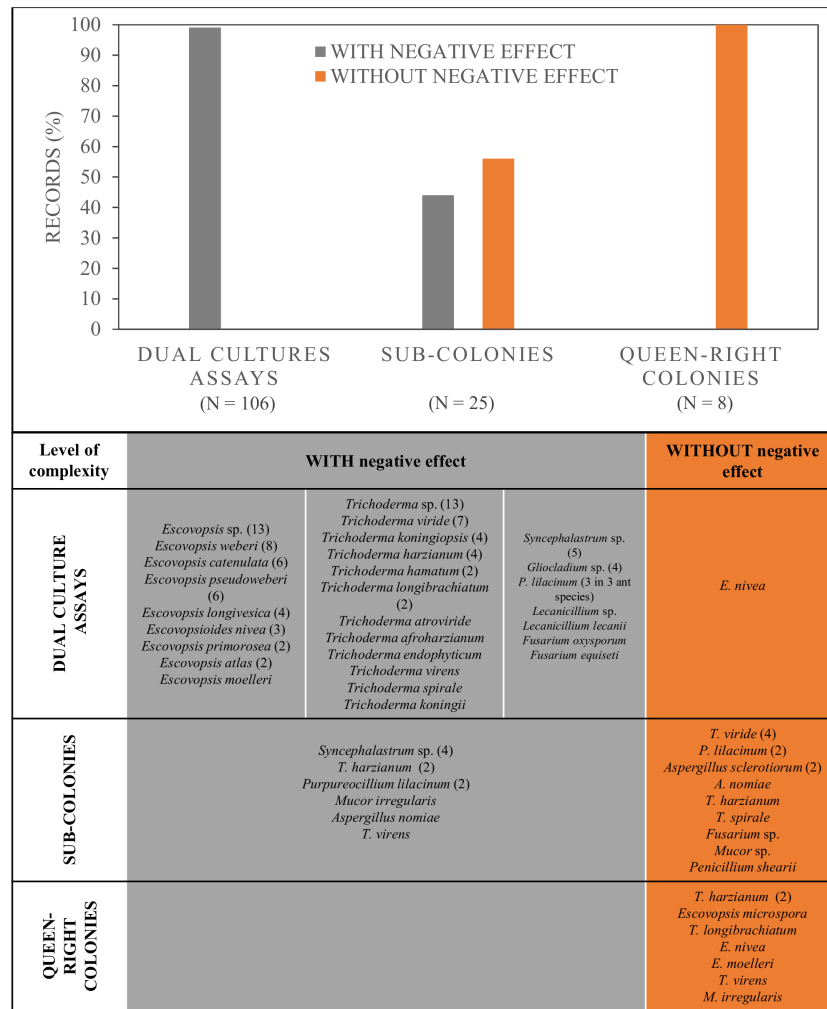 100
90
80
70
60
50
40
30
20
10
0
RECORDS (%)
WITH NEGATIVE EFFECT
WITHOUT NEGATIVE EFFECT
DUAL CULTURES
ASSAYS
(N = 106)
SUB-COLONIES
(N = 25)
QUEEN-RIGHT
COLONIES
(N = 8)
Level of
complexity
WITH negative effect
WITHOUT negative
effect
DUAL CULTURE
ASSAYS
Escovopsis sp. (13)
Escovopsis weberi (8)
Escovopsis catenulata (6)
Escovopsis pseudoweberi
(6)
Escovopsis longivesica (4)
Escovopsioides nivea (3)
Escovopsis primorosea (2)
Escovopsis atlas (2)
Escovopsis moelleri
Trichoderma sp. (13)
Trichoderma viride (7)
Trichoderma koningiopsis (4)
Trichoderma harzianum (4)
Trichoderma hamatum (2)
Trichoderma longibrachiatum
(2)
Trichoderma atroviride
Trichoderma afroharzianum
Trichoderma endophyticum
Trichoderma virens
Trichoderma spirale
Trichoderma koningii
Syncephalastrum sp.
(5)
Gliocladium sp. (4)
P. lilacinum (3 in 3 ant
species)
Lecanicillium sp.
Lecanicillium lecanii
Fusarium oxysporum
Fusarium equiseti
E. nivea
SUB-COLONIES
Syncephalastrum sp. (4)
T. harzianum (2)
Purpureocillium lilacinum (2)
Mucor irregularis
Aspergillus nomiae
T. virens
T. viride (4)
P. lilacinum (2)
Aspergillus sclerotiorum (2)
A. nomiae
T. harzianum
T. spirale
Fusarium sp.
Mucor sp.
Penicillium shearii
QUEEN-
RIGHT
COLONIES
T. harzianum (2)
Escovopsis microspora
T. longibrachiatum
E. nivea
E. moelleri
T. virens
M. irregularis